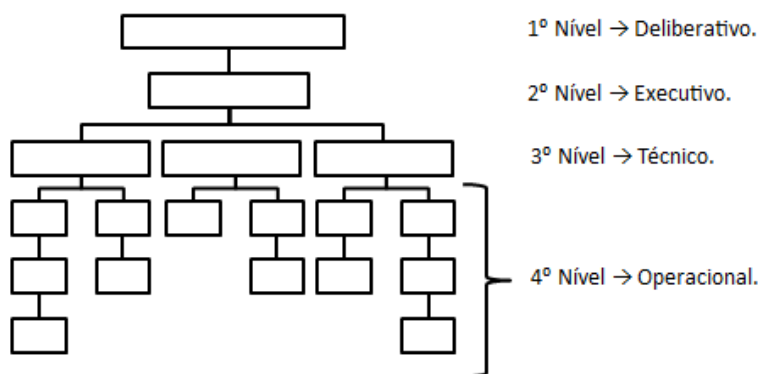 1º Nível → Deliberativo.
2º Nível → Executivo.
3º Nível → Técnico.
4º Nível → Operacional.